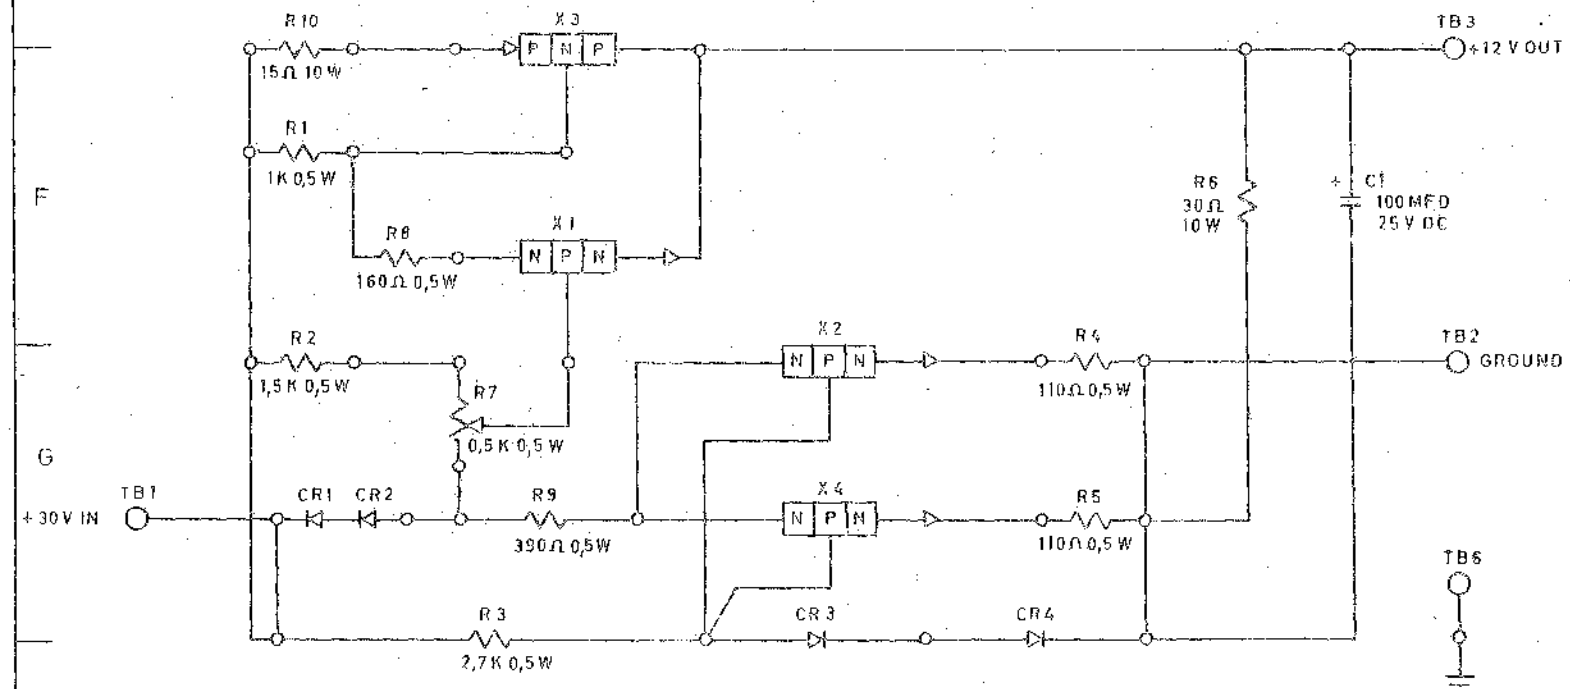 R10
X3
TB3
P N P
+12 V OUT
15Ω 10W
R1
1K 0,5W
R6
30Ω
10W
+ C1
100 MFD
25 V DC
F
X1
R8
N P N
160Ω 0,5W
X2
R4
TB2
R2
N P N
GROUND
1,5K 0,5W
R7
110Ω 0,5W
0,5K 0,5W
G
TB1
CR1
CR2
R9
X4
R5
+30V IN
N P N
390Ω 0,5W
110Ω 0,5W
TB6
R3
CR3
CR4
2,7K 0,5W